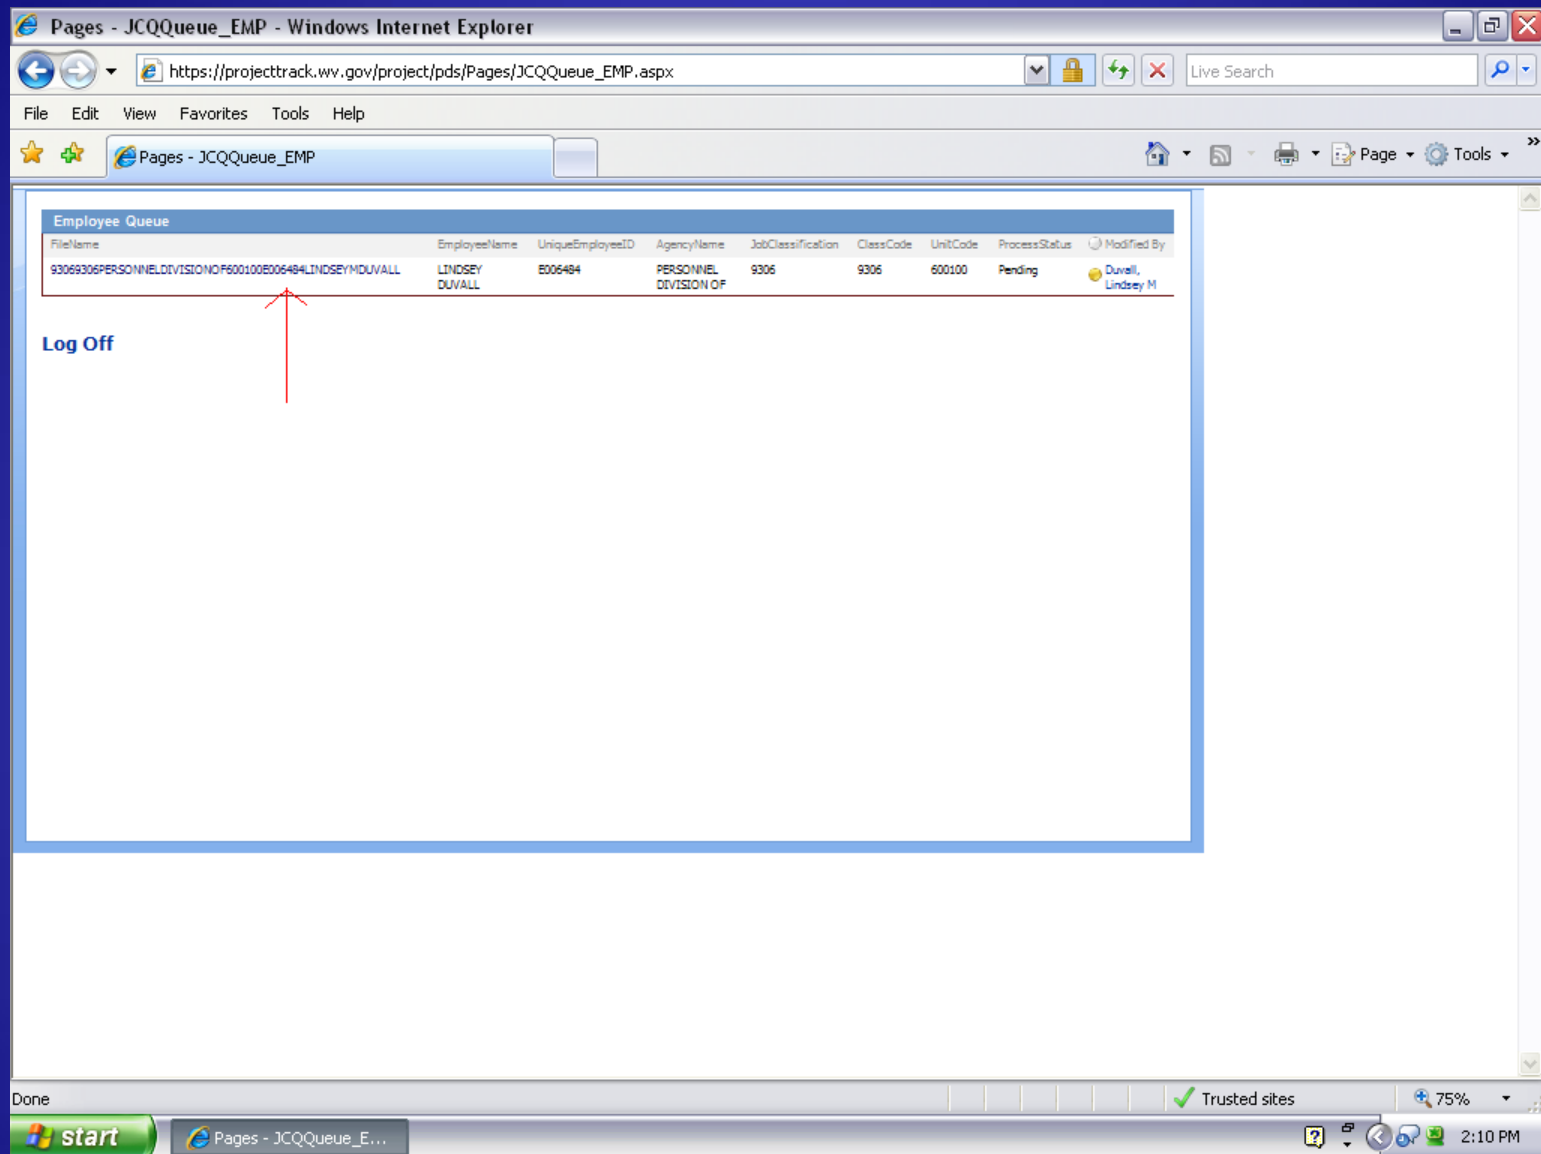 Pages - JCQQueue_EMP - Windows Internet Explorer
https://projecttrack.wv.gov/project/pds/Pages/JCQQueue_EMP.aspx
Live Search
File Edit View Favorites Tools Help
Pages - JCQQueue_EMP
Page Tools »
Employee Queue
FileName EmployeeName UniqueEmployeeID AgencyName JobClassification ClassCode UnitCode ProcessStatus Modified By
93069306PERSONNELDIVISIONOF600100E006484LINDSEYMDUVALL LINDSEY E006484 PERSONNEL 9306 9306 600100 Pending Duvall,
DUVALL DIVISION OF Lindsey M
Log Off
Done Trusted sites 75%
start Pages - JCQQueue_E... 2:10 PM